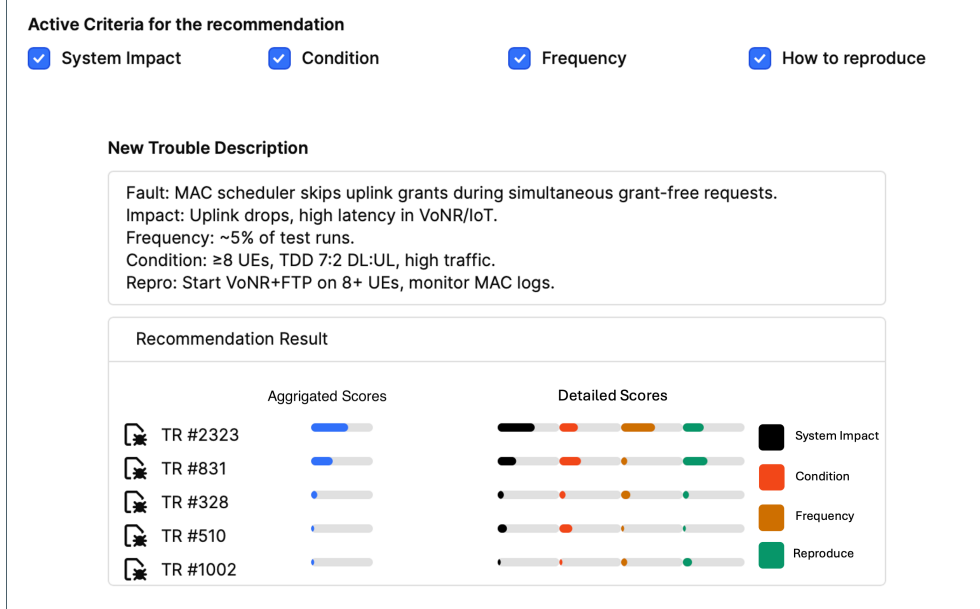 Active Criteria for the recommendation
System Impact Condition Frequency How to reproduce
New Trouble Description
Fault: MAC scheduler skips uplink grants during simultaneous grant-free requests.
Impact: Uplink drops, high latency in VoNR/IoT.
Frequency: ~5% of test runs.
Condition: ≥8 UEs, TDD 7:2 DL:UL, high traffic.
Repro: Start VoNR+FTP on 8+ UEs, monitor MAC logs.
Recommendation Result
Aggrigated Scores Detailed Scores
TR #2323
TR #831
TR #328
TR #510
TR #1002
System Impact
Condition
Frequency
Reproduce